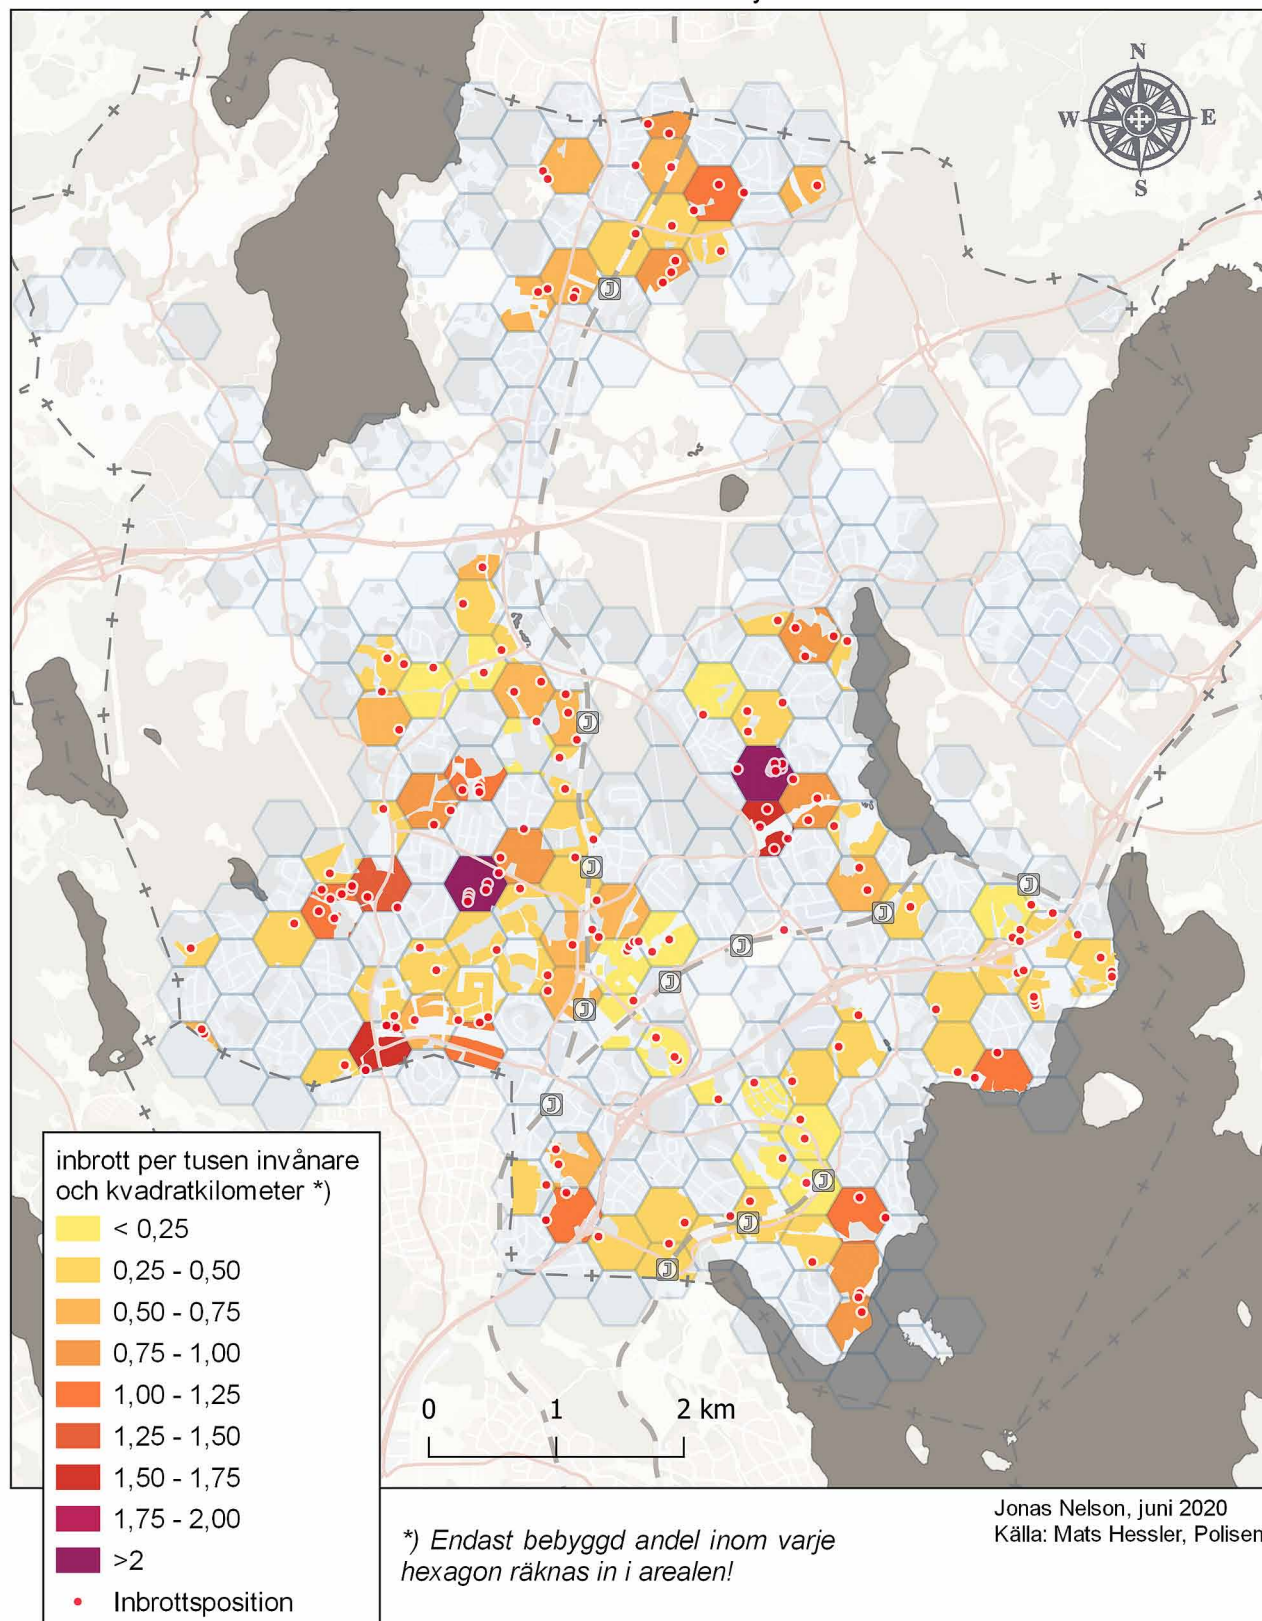 N
W
E
S
J
J
J
J
J
J
J
J
J
J
J
J
inbrott per tusen invånare
och kvadratkilometer *)
< 0,25
0,25 - 0,50
0,50 - 0,75
0,75 - 1,00
1,00 - 1,25
1,25 - 1,50
1,50 - 1,75
1,75 - 2,00
>2
Inbrottsposition
0 1 2 km
*) Endast bebyggd andel inom varje
hexagon räknas in i arealen!
Jonas Nelson, juni 2020
Källa: Mats Hessler, Polisen